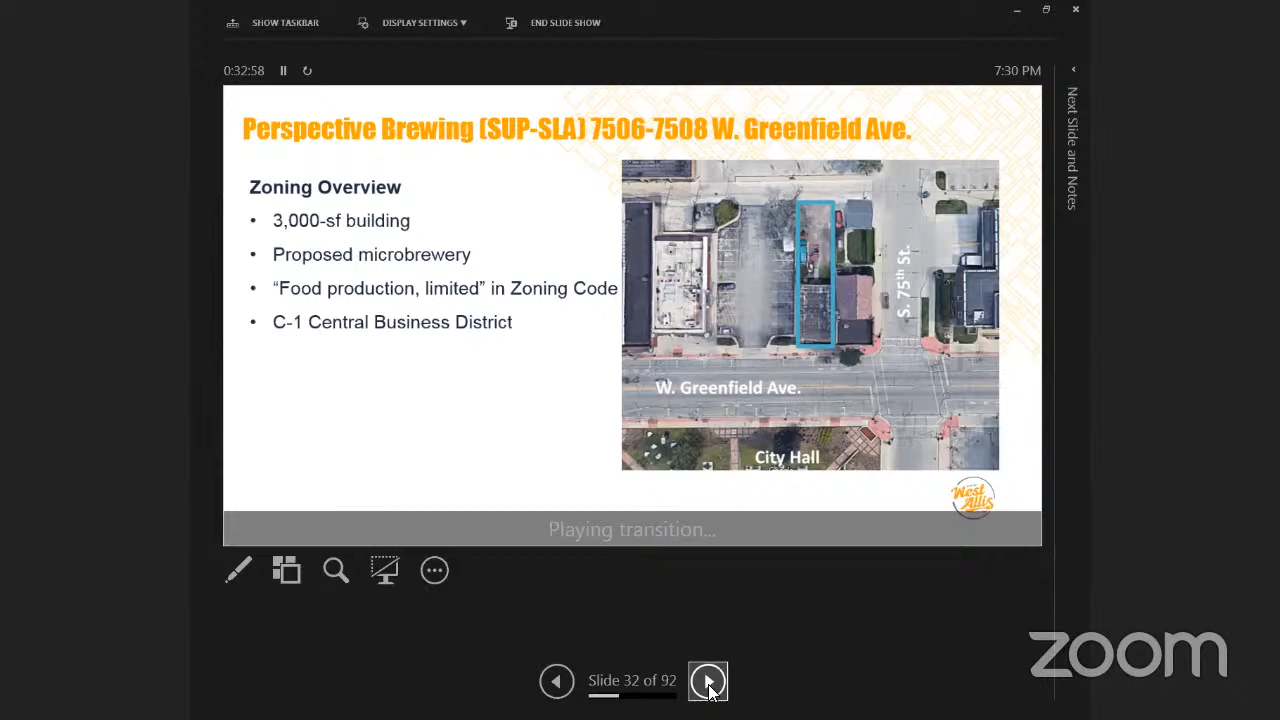 SHOW TASKBAR
DISPLAY SETTINGS ▼
END SLIDE SHOW
0:32:58
7:30 PM
Next Slide and Notes
Perspective Brewing (SUP-SLA) 7506-7508 W. Greenfield Ave.
Zoning Overview
• 3,000-sf building
• Proposed microbrewery
• “Food production, limited” in Zoning Code
• C-1 Central Business District
S. 75th St.
W. Greenfield Ave.
City Hall
West
Allis
Playing transition...
Slide 32 of 92
zoom